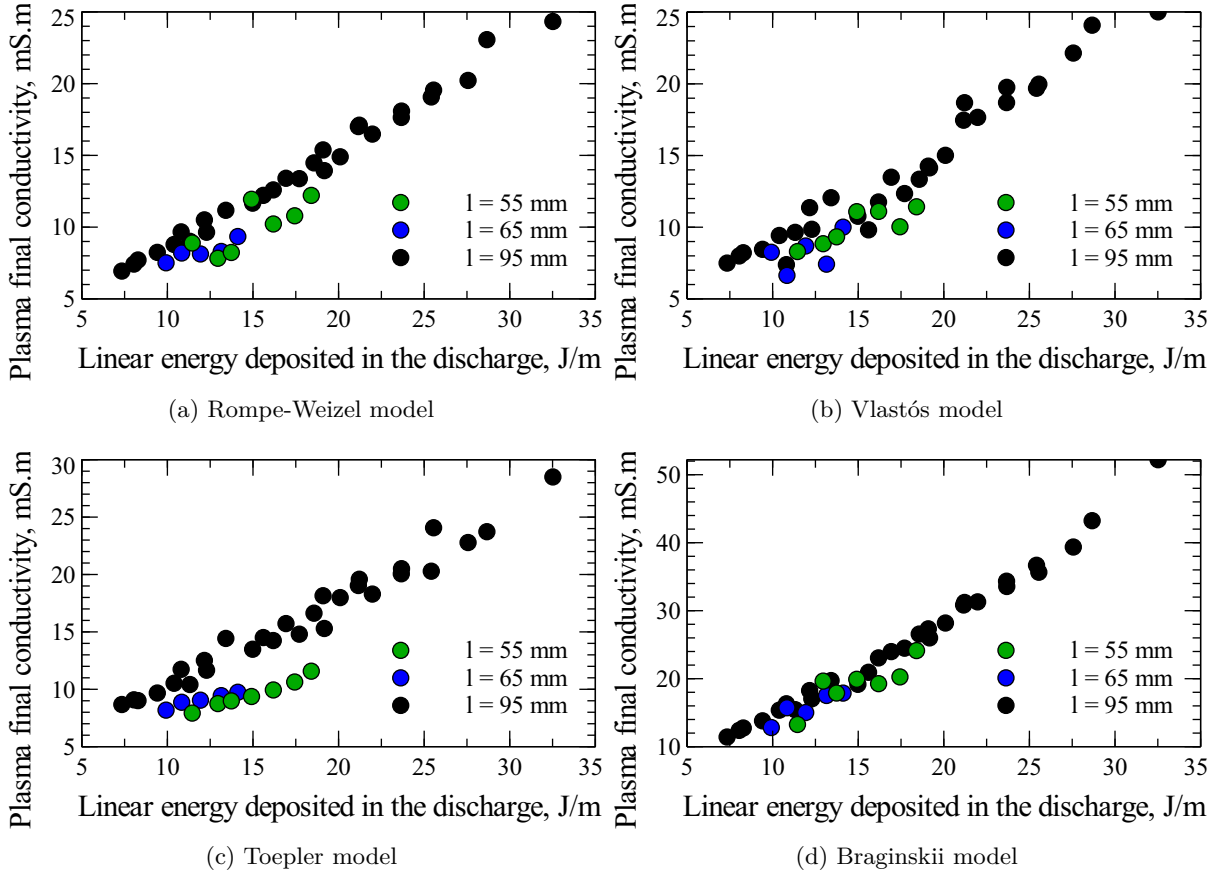 Plasma final conductivity, mS.m
25
20
15
10
5
5 10 15 20 25 30 35
l = 55 mm
l = 65 mm
l = 95 mm
Linear energy deposited in the discharge, J/m
(a) Rompe-Weizel model
Plasma final conductivity, mS.m
25
20
15
10
5
5 10 15 20 25 30 35
l = 55 mm
l = 65 mm
l = 95 mm
Linear energy deposited in the discharge, J/m
(b) Vlastós model
Plasma final conductivity, mS.m
30
25
20
15
10
5
5 10 15 20 25 30 35
l = 55 mm
l = 65 mm
l = 95 mm
Linear energy deposited in the discharge, J/m
(c) Toepler model
Plasma final conductivity, mS.m
50
40
30
20
10
5 10 15 20 25 30 35
l = 55 mm
l = 65 mm
l = 95 mm
Linear energy deposited in the discharge, J/m
(d) Braginskii model